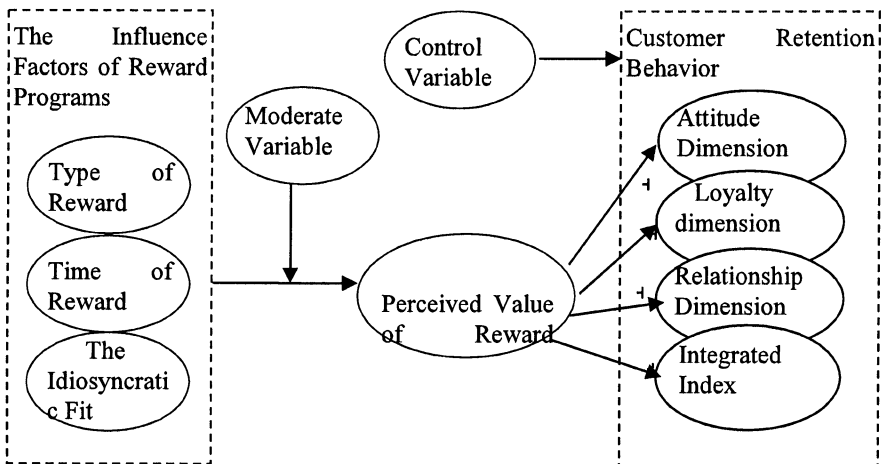 The Influence
Factors of Reward
Programs
Type of
Reward
Time of
Reward
The
Idiosyncrati
c Fit
Moderate
Variable
Control
Variable
Perceived Value
of Reward
Customer Retention
Behavior
Attitude
Dimension
Loyalty
dimension
Relationship
Dimension
Integrated
Index